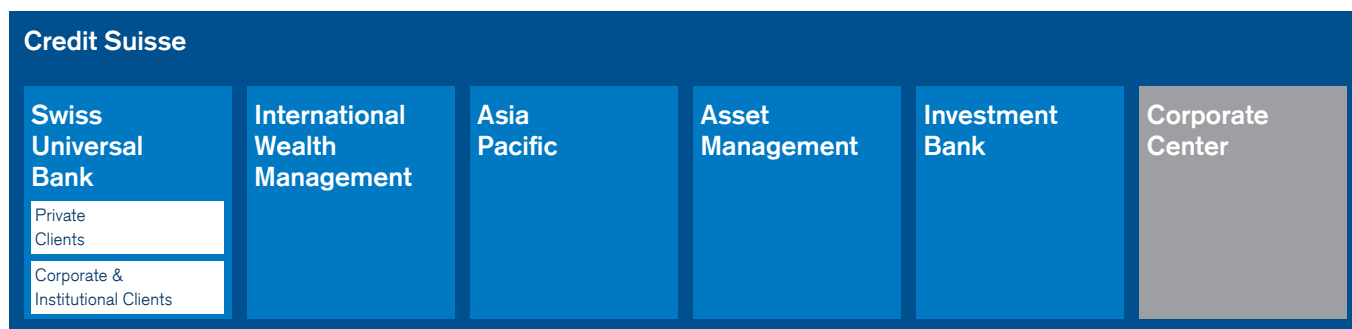 Credit Suisse
Swiss
Universal
Bank
Private
Clients
Corporate &
Institutional Clients
International
Wealth
Management
Asia
Pacific
Asset
Management
Investment
Bank
Corporate
Center